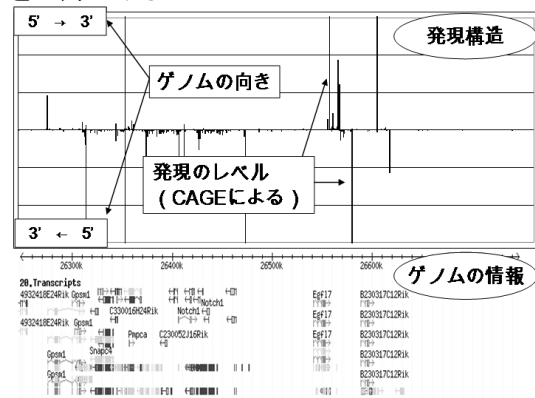 5' → 3'
発現構造
ゲノムの向き
発現のレベル
(CAGEによる)
3' ← 5'
26300k 26400k 26500k 26600k
ゲノムの情報
20,Transcripts
4932418E24Rik Gpsm1
Notch1
Egfl7
B230317C12Rik
C330016H24Rik Notch1
4932418E24Rik Gpsm1
Egfl7
B230317C12Rik
Pmpca C230052J16Rik
Snapc4
Gpsm1
Egfl7
B230317C12Rik
Gpsm1
Egfl7
B230317C12Rik